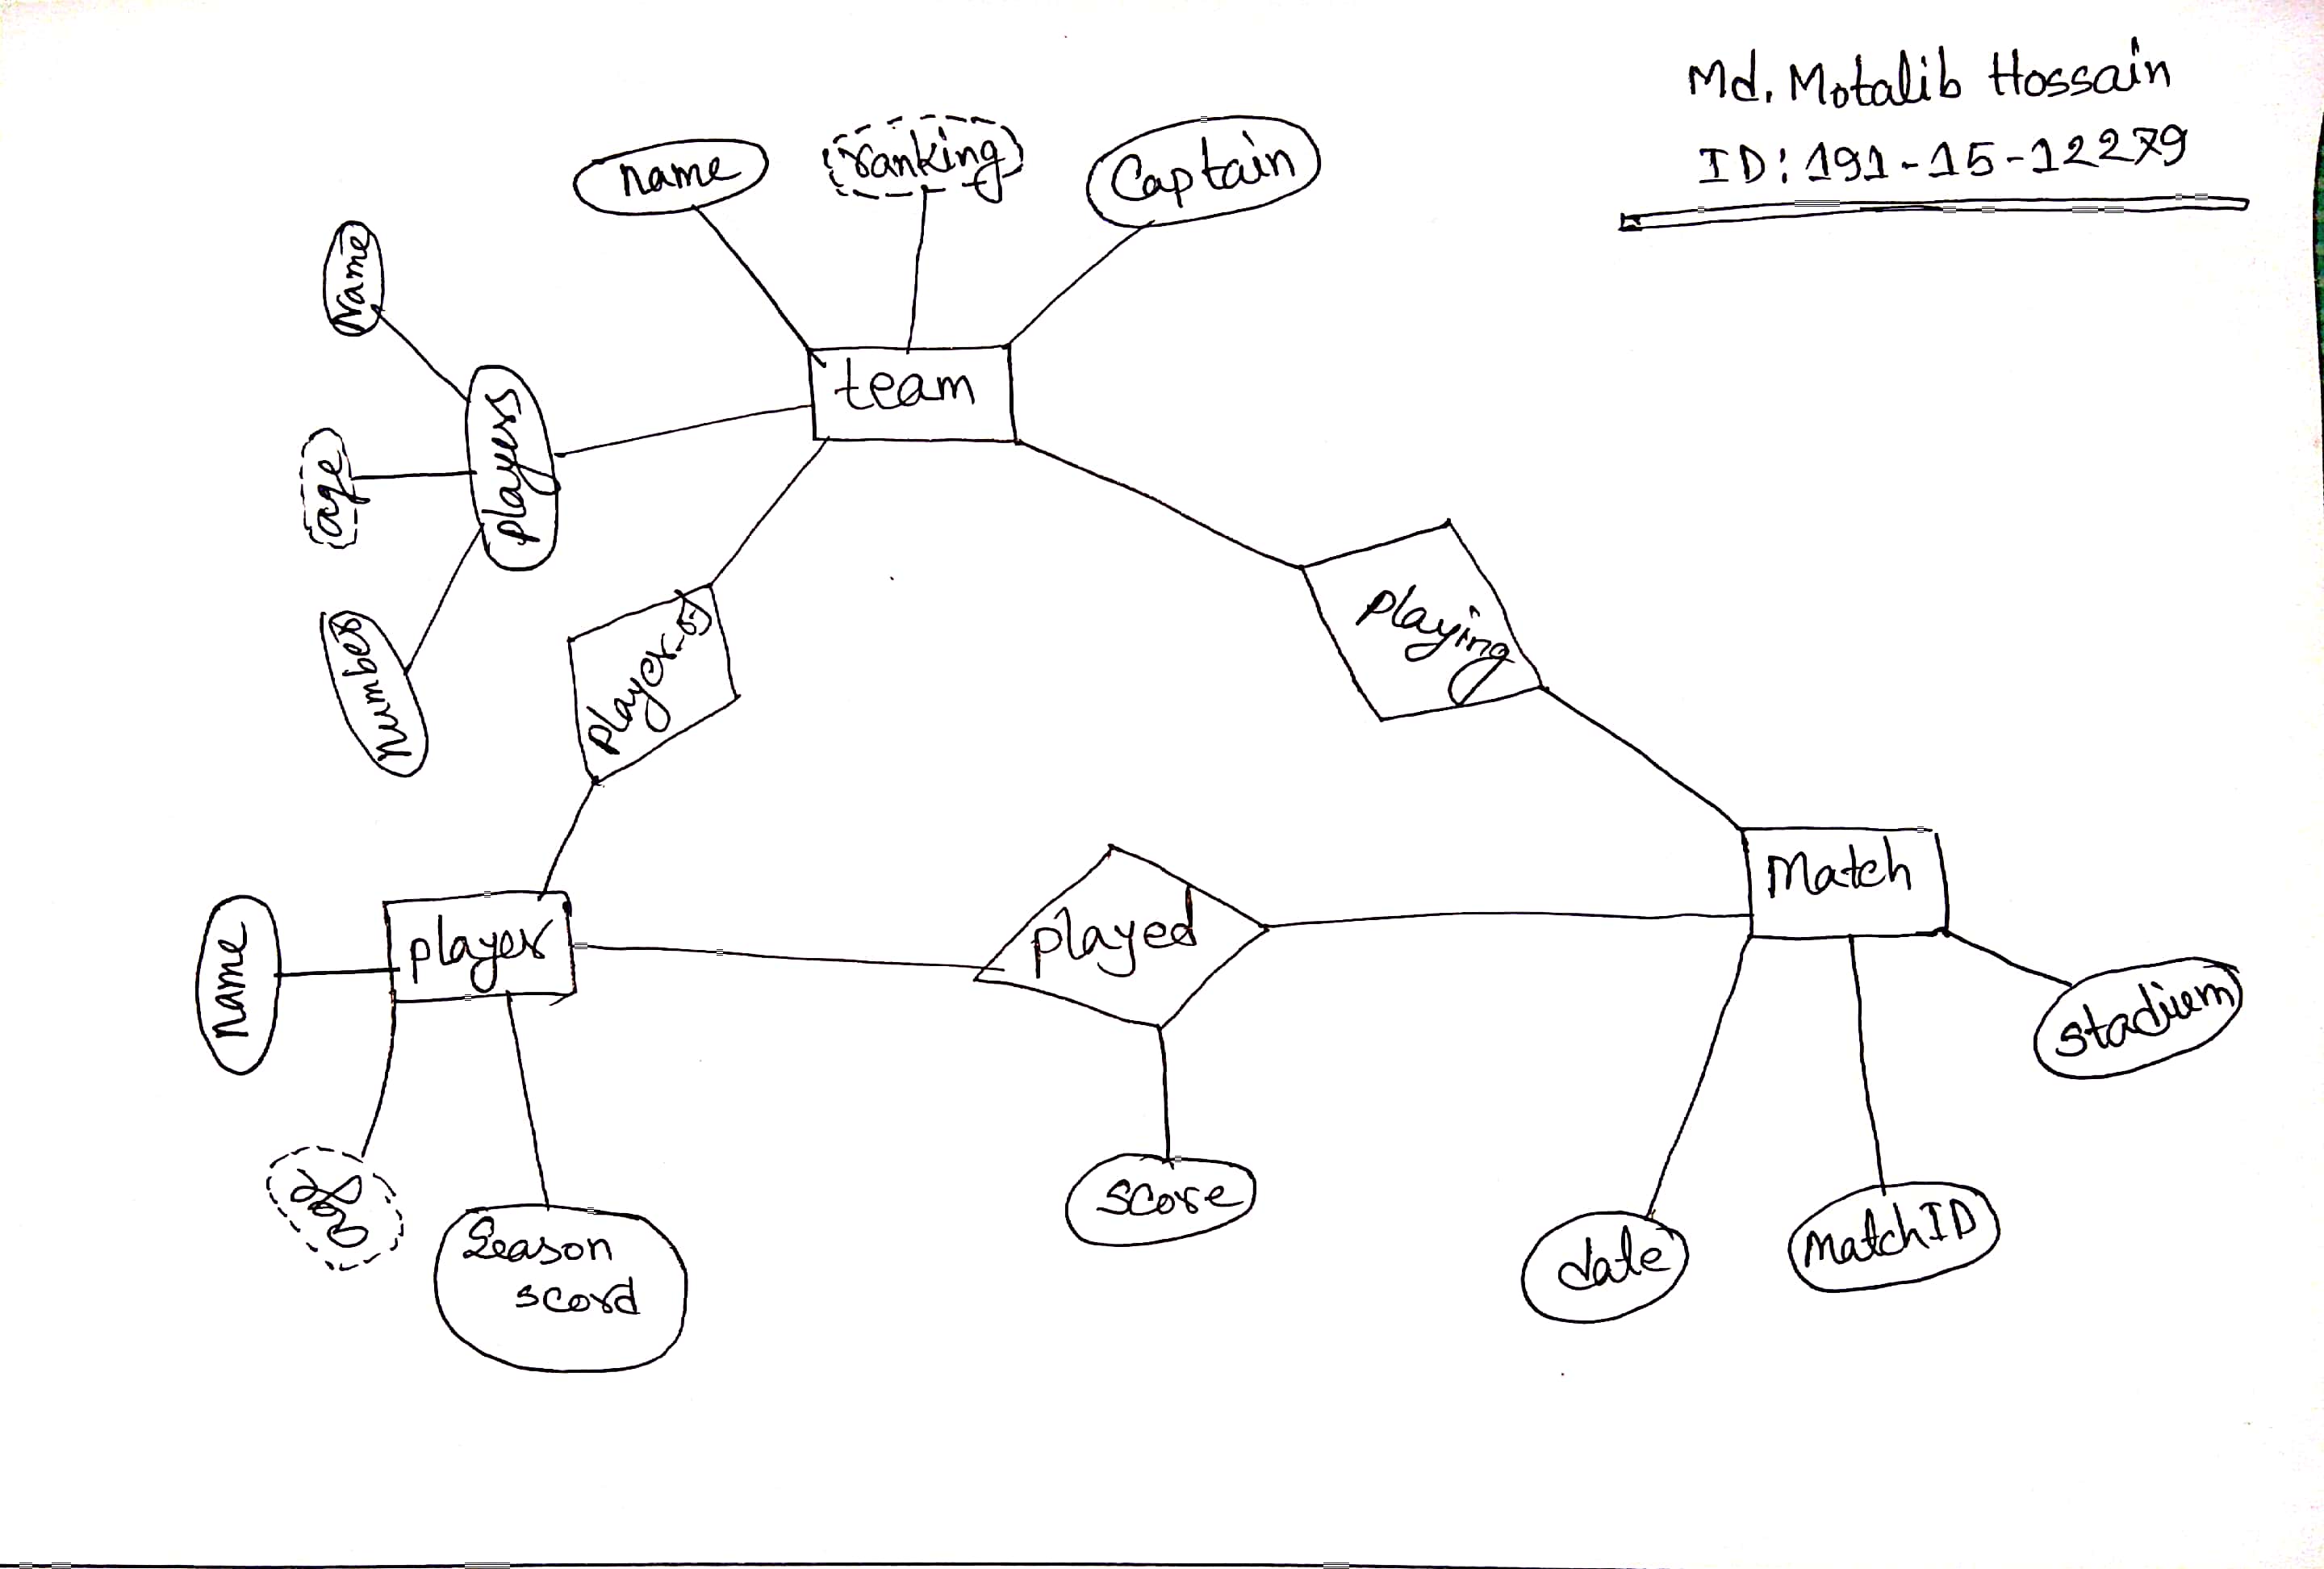 Md. Motalib Hossain
ID: 191-15-12279
name
ranking
Captain
Name
team
players
age
Number
player-of
playing
Match
player
played
name
stadium
age
score
Season
scord
date
MatchID